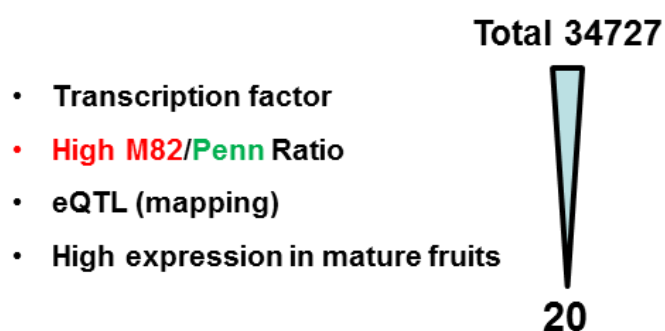 Total 34727
• Transcription factor
• High M82/Penn Ratio
• eQTL (mapping)
• High expression in mature fruits
20